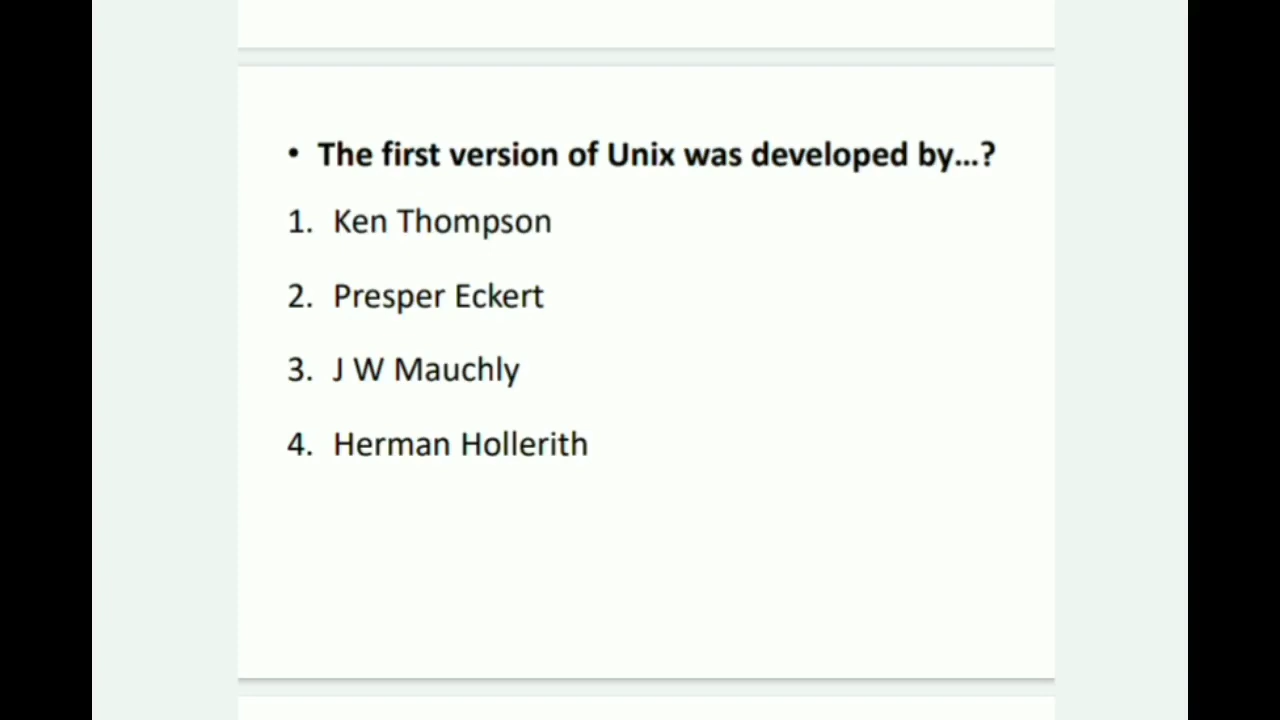 • The first version of Unix was developed by...?
1. Ken Thompson
2. Presper Eckert
3. J W Mauchly
4. Herman Hollerith